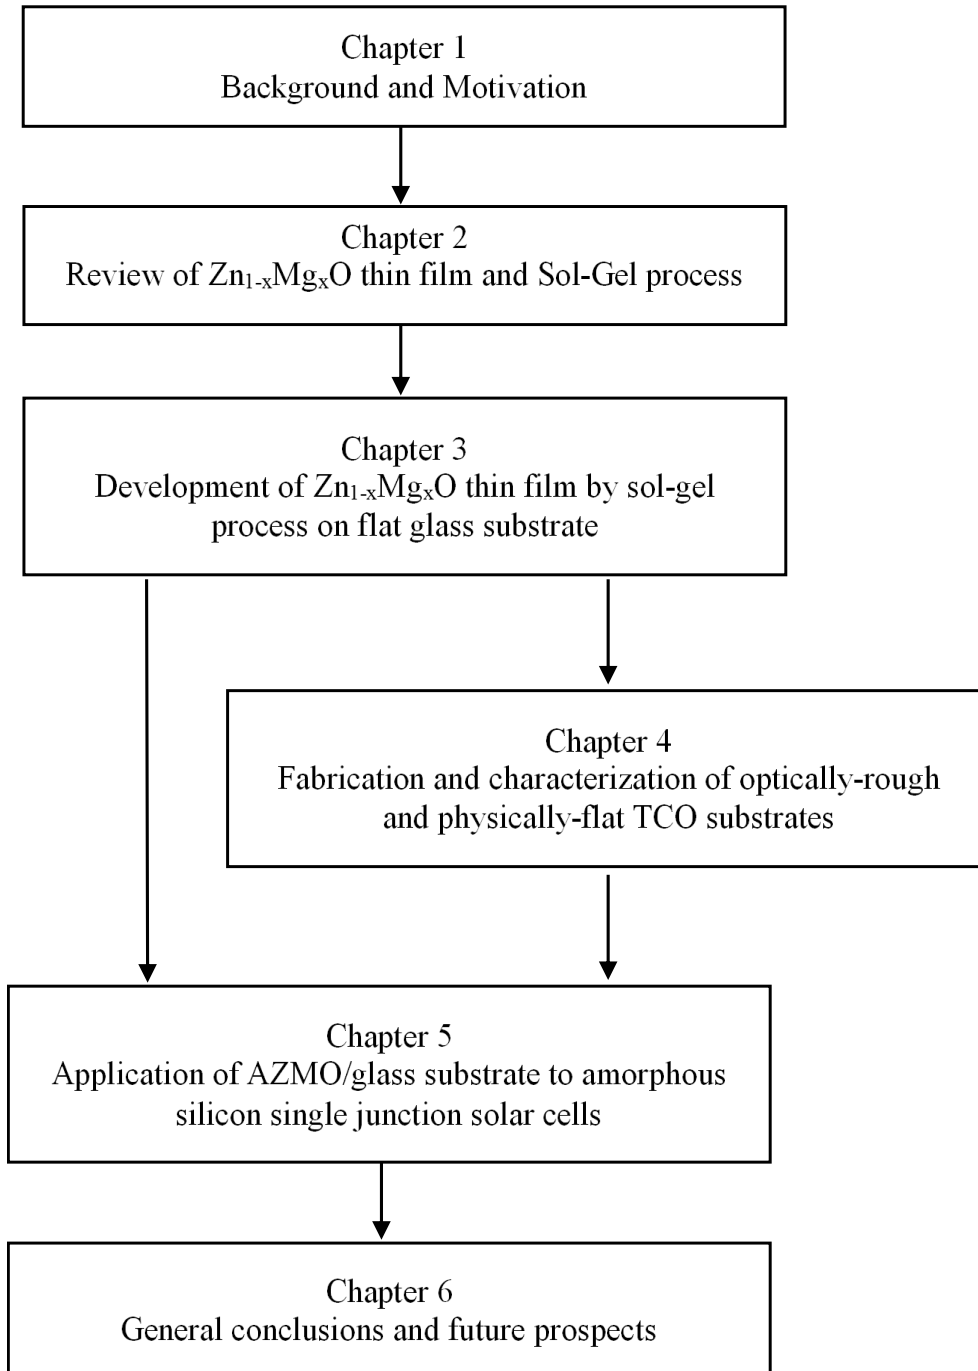 Chapter 1
Background and Motivation
Chapter 2
Review of Zn₁₋ₓMgₓO thin film and Sol-Gel process
Chapter 3
Development of Zn₁₋ₓMgₓO thin film by sol-gel
process on flat glass substrate
Chapter 4
Fabrication and characterization of optically-rough
and physically-flat TCO substrates
Chapter 5
Application of AZMO/glass substrate to amorphous
silicon single junction solar cells
Chapter 6
General conclusions and future prospects